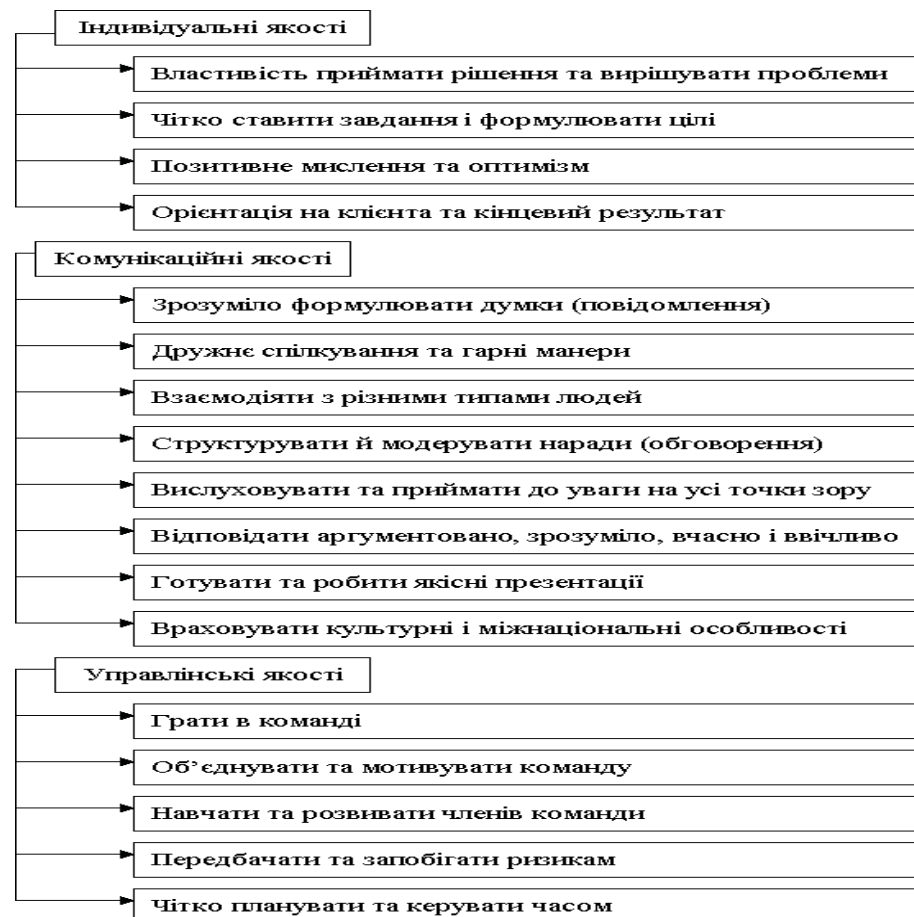 Індивідуальні якості
Властивість приймати рішення та вирішувати проблеми
Чітко ставити завдання і формулювати цілі
Позитивне мислення та оптимізм
Орієнтація на клієнта та кінцевий результат
Комунікаційні якості
Зрозуміло формулювати думки (повідомлення)
Дружнє спілкування та гарні манери
Взаємодіяти з різними типами людей
Структурувати й модерувати наради (обговорення)
Вислуховувати та приймати до уваги на усі точки зору
Відповідати аргументовано, зрозуміло, вчасно і ввічливо
Готувати та робити якісні презентації
Враховувати культурні і міжнаціональні особливості
Управлінські якості
Грати в команді
Об’єднувати та мотивувати команду
Навчати та розвивати членів команди
Передбачати та запобігати ризикам
Чітко планувати та керувати часом